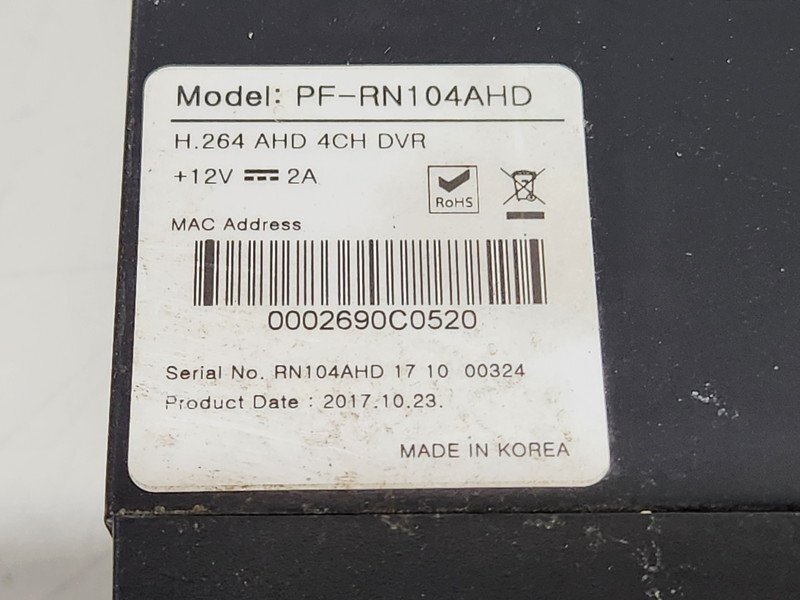 Model: PF-RN104AHD
H.264 AHD 4CH DVR
+12V ⎓ 2A
RoHS
MAC Address
0002690C0520
Serial No. RN104AHD 17 10 00324
Product Date : 2017.10.23.
MADE IN KOREA